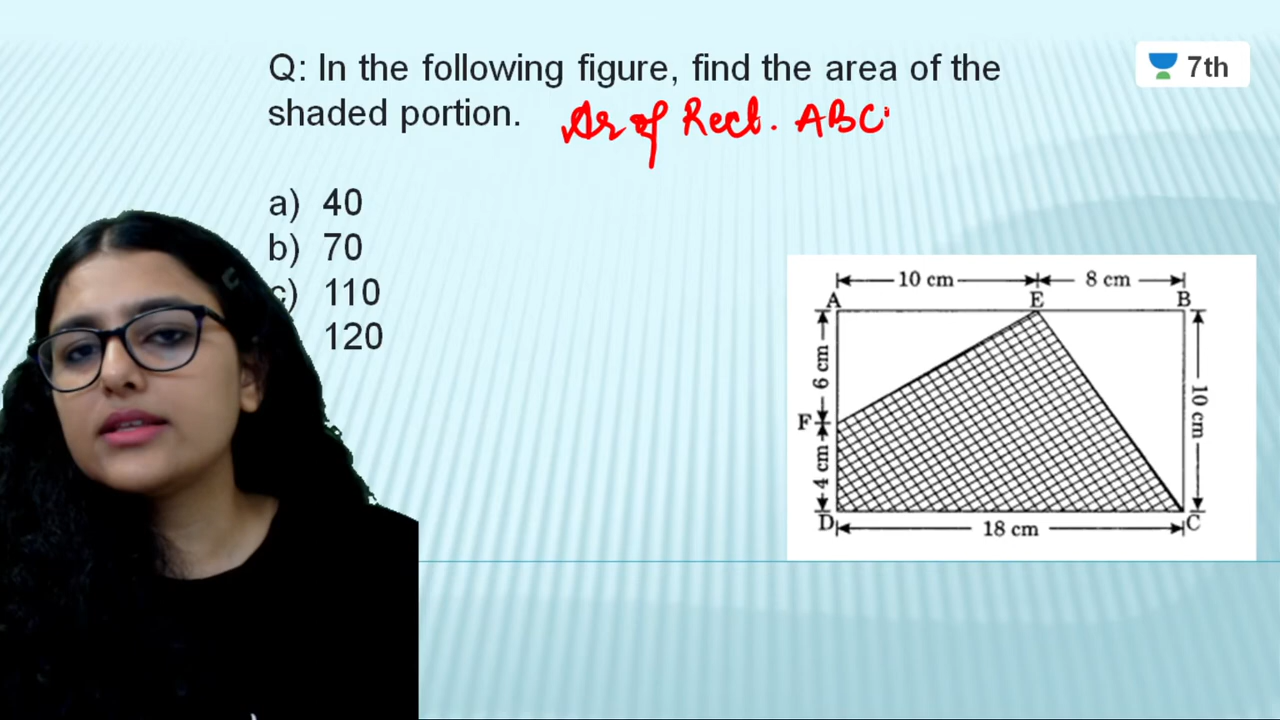 Q: In the following figure, find the area of the
shaded portion. Ar of Rect. ABC
7th
a) 40
b) 70
c) 110
120
10 cm 8 cm
A E B
6 cm
F
4 cm
10 cm
D C
18 cm